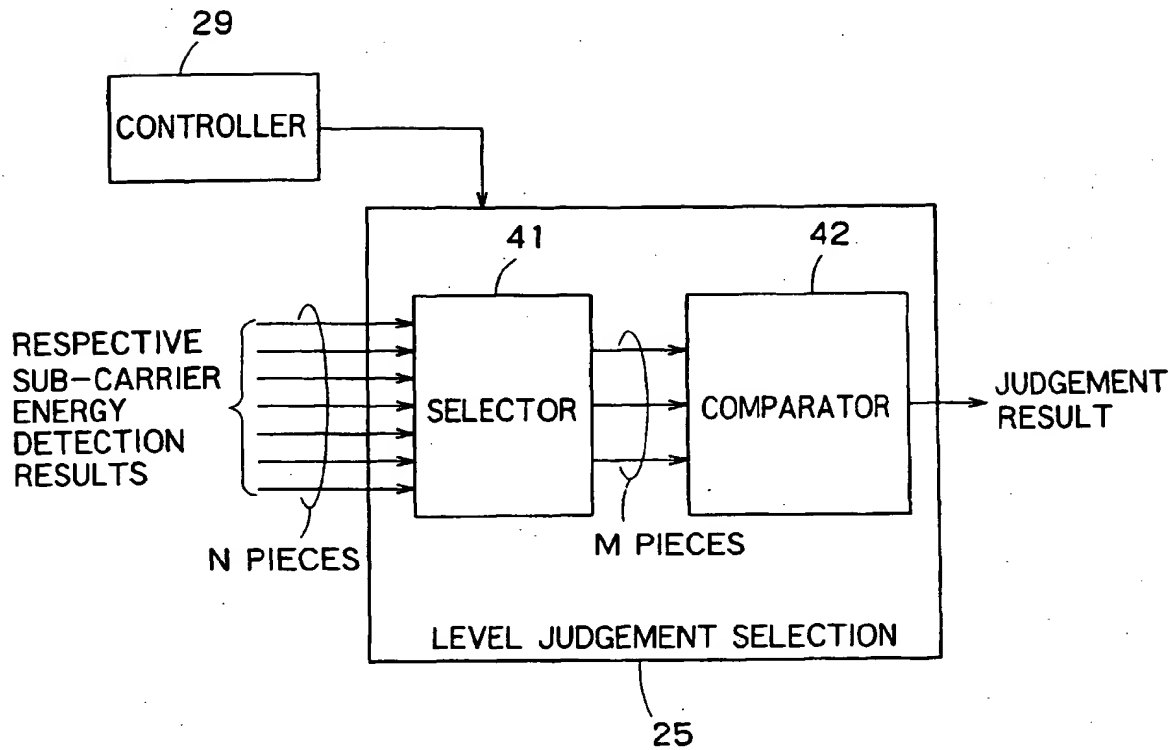 29
CONTROLLER
41
42
RESPECTIVE
SUB-CARRIER
ENERGY
DETECTION
RESULTS
SELECTOR
COMPARATOR
JUDGEMENT
RESULT
N PIECES
M PIECES
LEVEL JUDGEMENT SELECTION
25